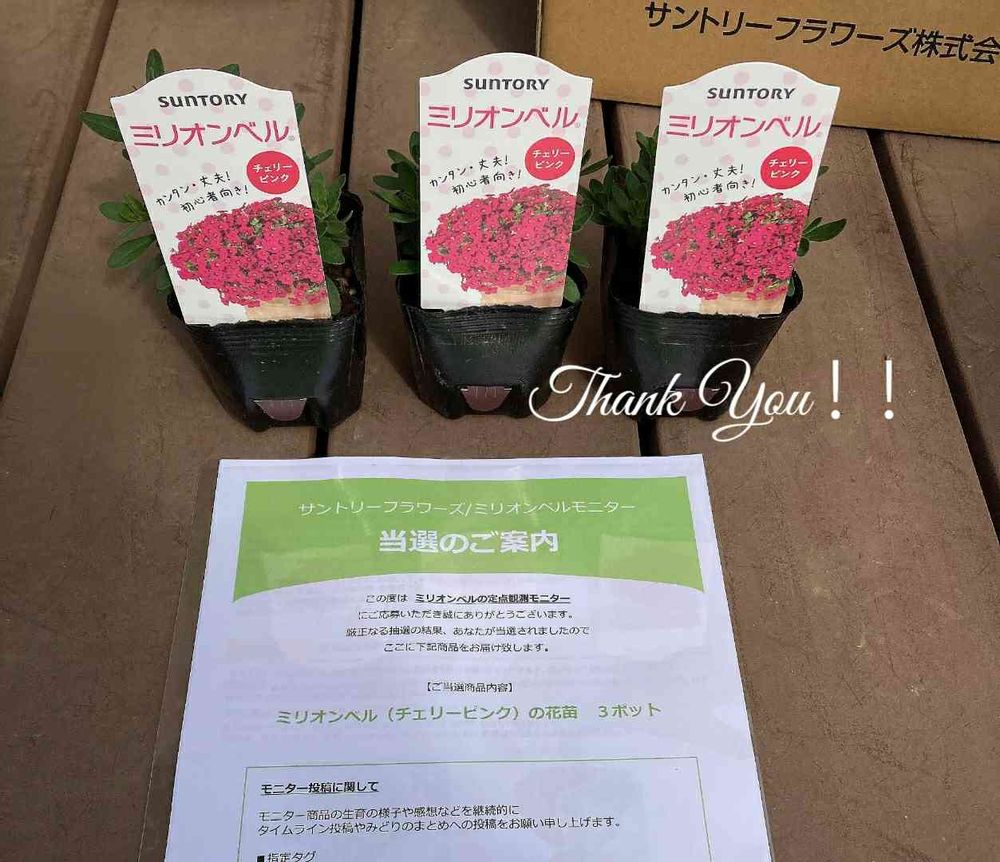 サントリーフラワーズ株式会
SUNTORY
ミリオンベル®
チェリー
ピンク
カンタン・丈夫!
初心者向き!
SUNTORY
ミリオンベル®
チェリー
ピンク
カンタン・丈夫!
初心者向き!
SUNTORY
ミリオンベル®
チェリー
ピンク
カンタン・丈夫!
初心者向き!
Thank You!!
サントリーフラワーズ/ミリオンベルモニター
当選のご案内
この度は ミリオンベルの定点観測モニター
にご応募いただき誠にありがとうございます。
厳正なる抽選の結果、あなたが当選されましたので
ここに下記商品をお届け致します。
【ご当選商品内容】
ミリオンベル（チェリーピンク）の花苗 3ポット
モニター投稿に関して
モニター商品の生育の様子や感想などを継続的に
タイムライン投稿やみどりのまとめへの投稿をお願い申し上げます。
■指定タグ